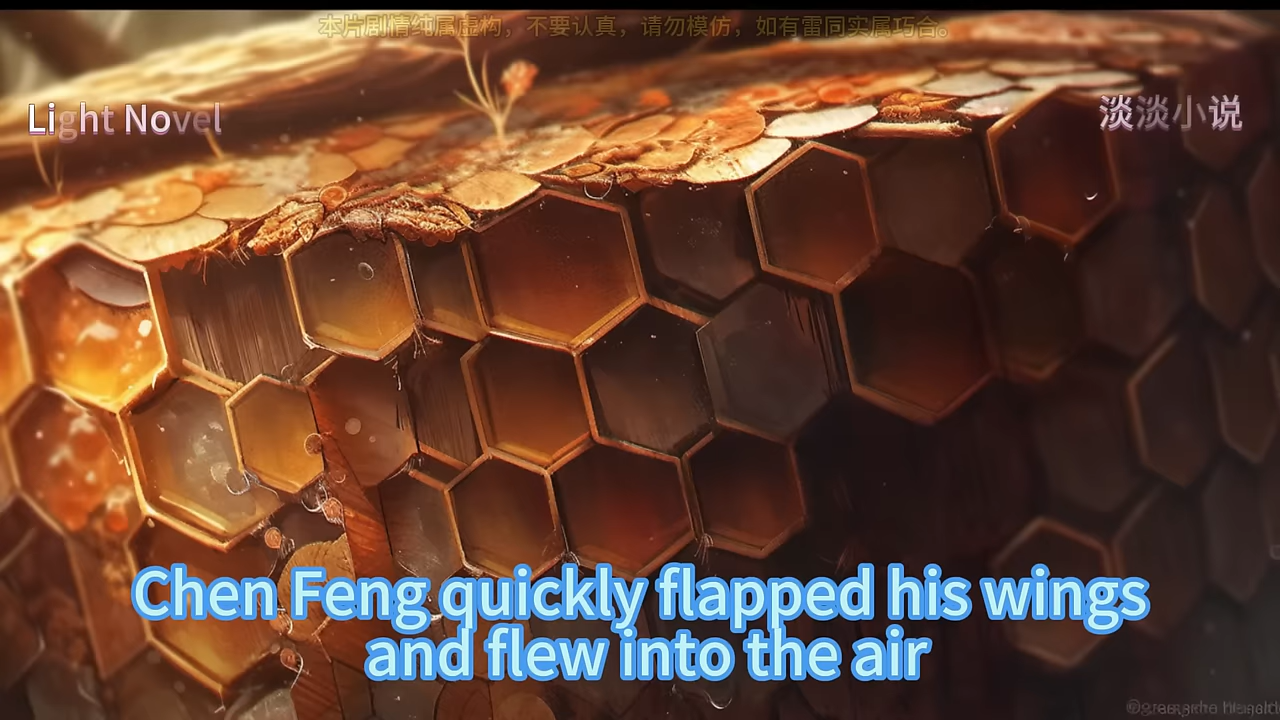 本片剧情纯属虚构，不要认真，请勿模仿，如有雷同实属巧合。
Light Novel
淡淡小说
Chen Feng quickly flapped his wings
and flew into the air